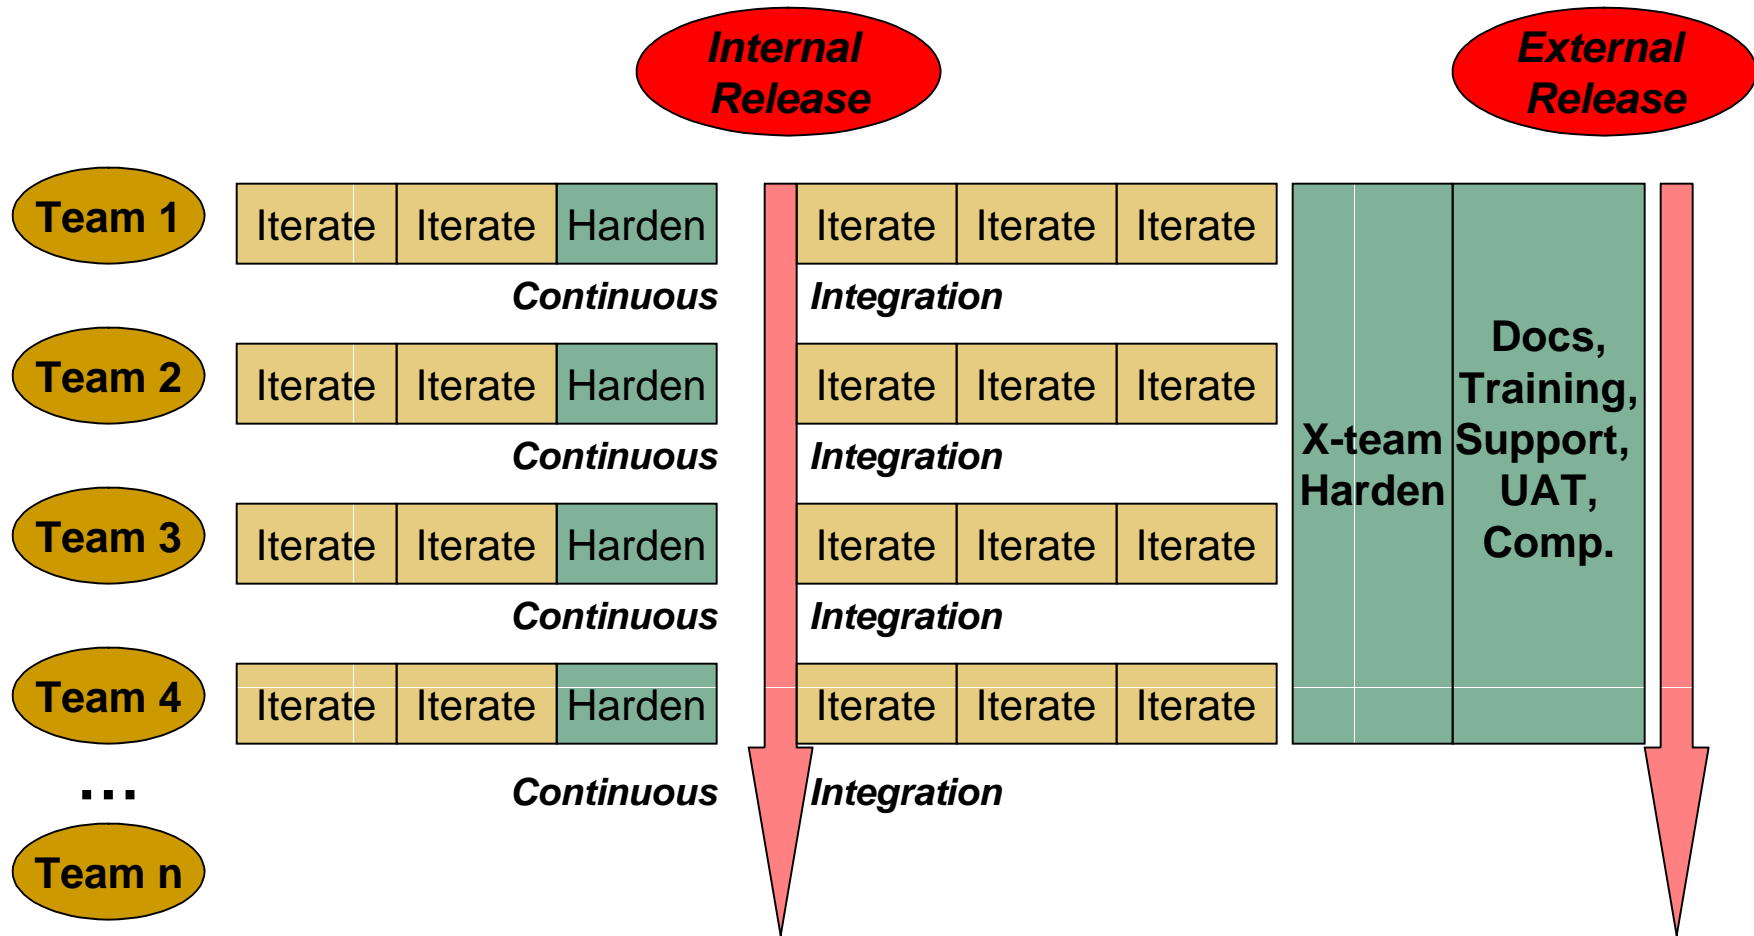 Internal
Release
External
Release
Team 1
Iterate Iterate Harden Iterate Iterate Iterate
Continuous Integration
Team 2
Iterate Iterate Harden Iterate Iterate Iterate
Continuous Integration
Team 3
Iterate Iterate Harden Iterate Iterate Iterate
Continuous Integration
Team 4
Iterate Iterate Harden Iterate Iterate Iterate
Continuous Integration
...
Team n
X-team
Harden
Docs,
Training,
Support,
UAT,
Comp.